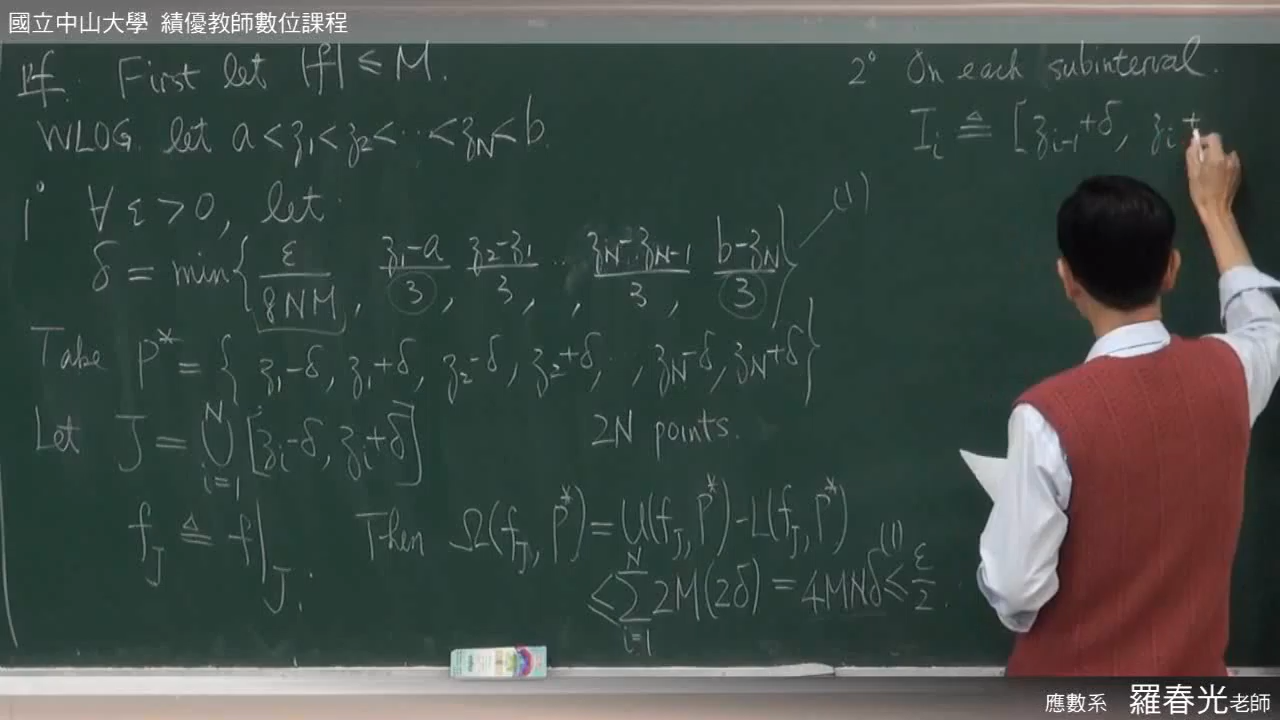 國立中山大學 績優教師數位課程
pf. First let |f| ≤ M.
WLOG. let a < z₁ < z₂ < ⋯ < z_N < b.
1° ∀ ε > 0, let
δ = min{ ε/8NM, (z₁-a)/3, (z₂-z₁)/3, ⋯, (z_N-z_{N-1})/3, (b-z_N)/3 } (1)
Take P* = { z₁-δ, z₁+δ, z₂-δ, z₂+δ, ⋯, z_N-δ, z_N+δ }
2N points.
Let J = ⋃_{i=1}^{N} [z_i-δ, z_i+δ]
f_J ≜ f|_J. Then Ω(f_J, P*) = U(f_J, P*) - L(f_J, P*)
≤ Σ_{i=1}^{N} 2M(2δ) = 4MNδ ≤^{(1)} ε/2.
2° On each subinterval.
I_i ≜ [z_{i-1}+δ, z_i+
應數系 羅春光老師